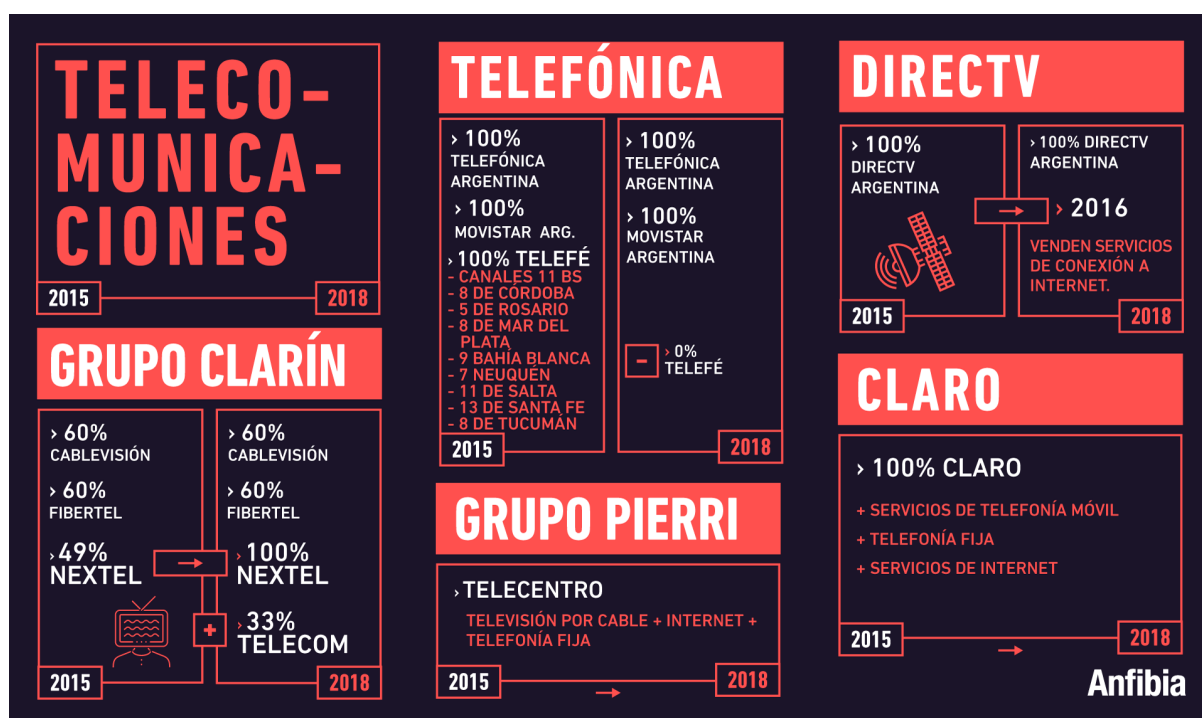 TELECO-
MUNICA-
CIONES
2015
2018
GRUPO CLARÍN
› 60%
CABLEVISIÓN
› 60%
FIBERTEL
› 49%
NEXTEL
2015
› 60%
CABLEVISIÓN
› 60%
FIBERTEL
→
› 100%
NEXTEL
+
› 33%
TELECOM
2018
TELEFÓNICA
› 100%
TELEFÓNICA
ARGENTINA
› 100%
MOVISTAR ARG.
› 100% TELEFÉ
- CANALES 11 BS
- 8 DE CÓRDOBA
- 5 DE ROSARIO
- 8 DE MAR DEL
PLATA
- 9 BAHÍA BLANCA
- 7 NEUQUÉN
- 11 DE SALTA
- 13 DE SANTA FE
- 8 DE TUCUMÁN
2015
› 100%
TELEFÓNICA
ARGENTINA
› 100%
MOVISTAR
ARGENTINA
-
› 0%
TELEFÉ
2018
GRUPO PIERRI
› TELECENTRO
TELEVISIÓN POR CABLE + INTERNET +
TELEFONÍA FIJA
2015
→
2018
DIRECTV
› 100%
DIRECTV
ARGENTINA
2015
› 100% DIRECTV
ARGENTINA
→
› 2016
VENDEN SERVICIOS
DE CONEXIÓN A
INTERNET.
2018
CLARO
› 100% CLARO
+ SERVICIOS DE TELEFONÍA MÓVIL
+ TELEFONÍA FIJA
+ SERVICIOS DE INTERNET
2015
→
2018
Anfibia